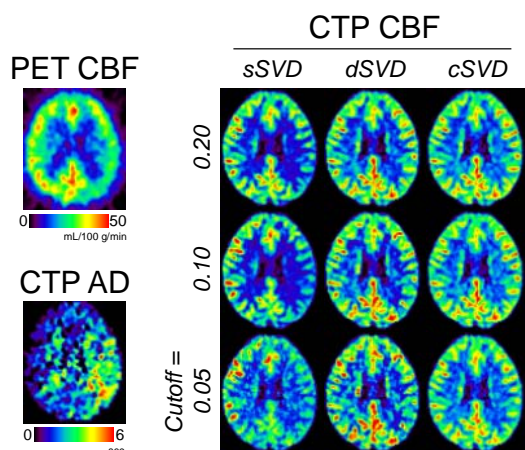 CTP CBF
PET CBF
sSVD dSVD cSVD
0.20
0 50
mL/100 g/min
0.10
CTP AD
Cutoff =
0.05
0 6